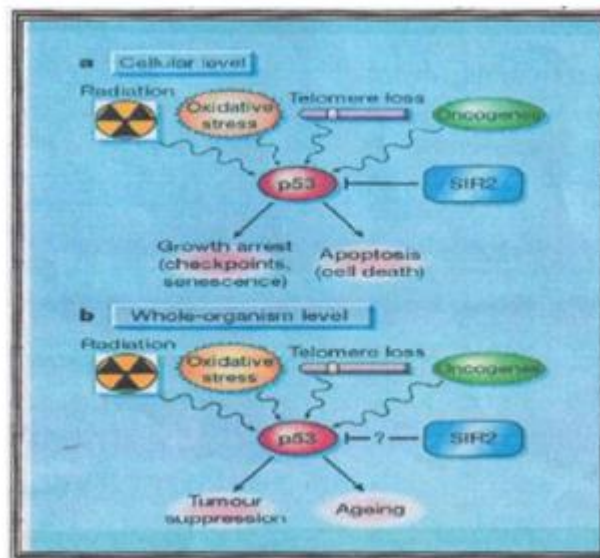 a Cellular level
Radiation
Oxidative
stress
Telomere loss
Oncogenes
p53
SIR2
Growth arrest
(checkpoints,
senescence)
Apoptosis
(cell death)
b Whole-organism level
Radiation
Oxidative
stress
Telomere loss
Oncogenes
p53
?
SIR2
Tumour
suppression
Ageing